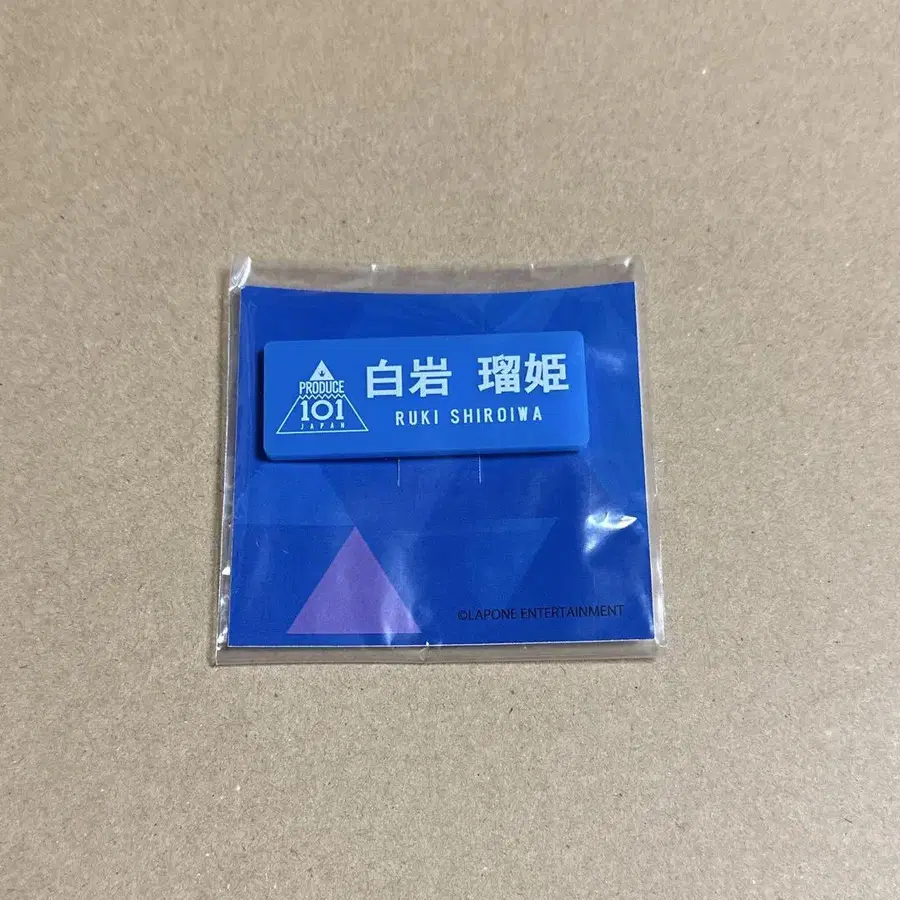 PRODUCE
101
JAPAN
白岩 瑠姫
RUKI SHIROIWA
©LAPONE ENTERTAINMENT